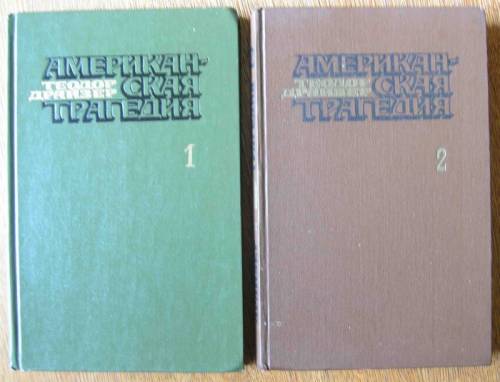 АМЕРИКАН-
ТЕОДОР
ДРАЙЗЕР
СКАЯ
ТРАГЕДИЯ
1
АМЕРИКАН-
ТЕОДОР
ДРАЙЗЕР
СКАЯ
ТРАГЕДИЯ
2